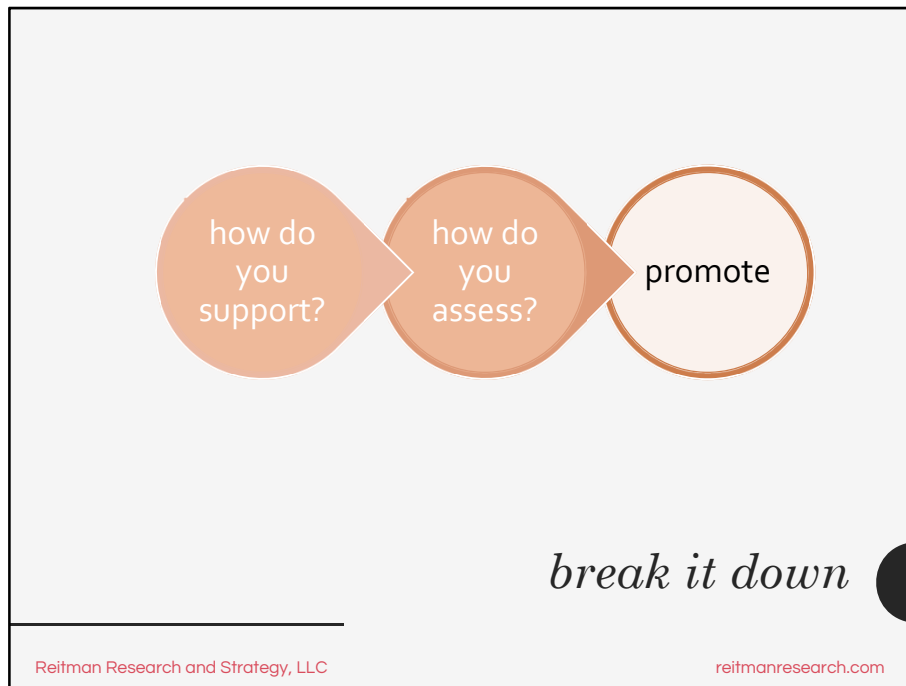 how do
you
support?
how do
you
assess?
promote
break it down
Reitman Research and Strategy, LLC
reitmanresearch.com